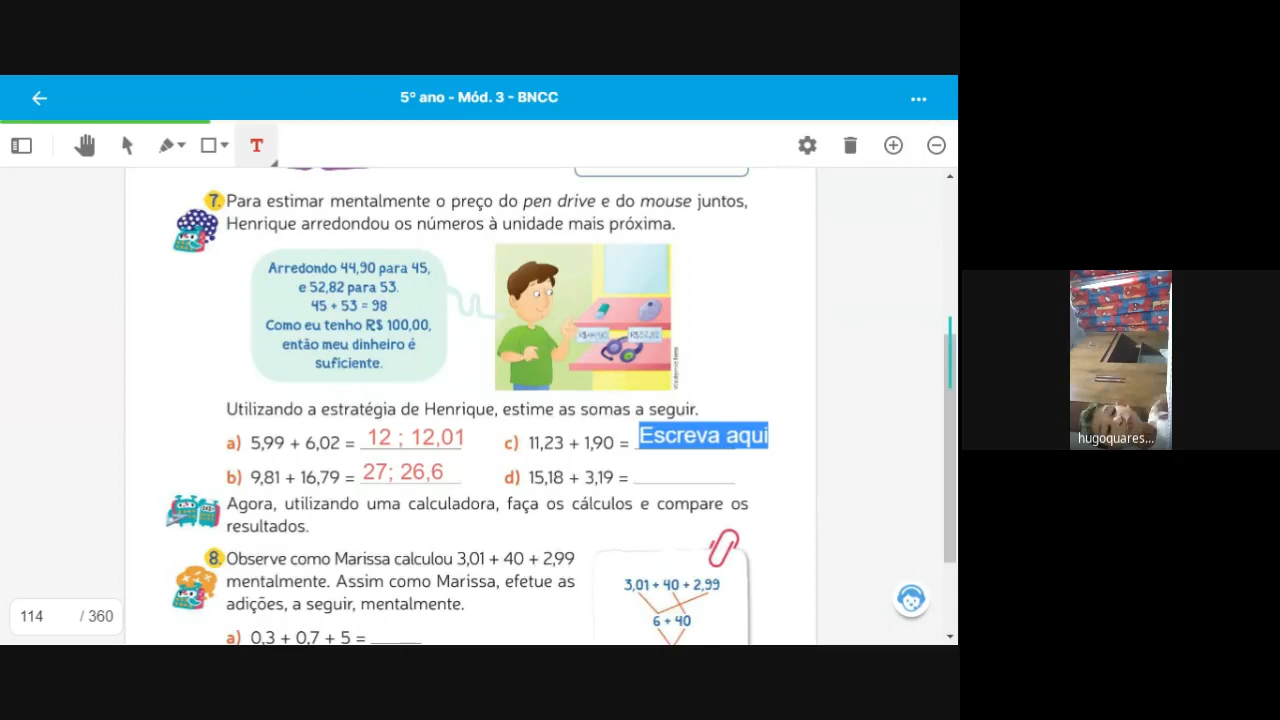 5º ano - Mód. 3 - BNCC
T
7. Para estimar mentalmente o preço do pen drive e do mouse juntos,
Henrique arredondou os números à unidade mais próxima.
Arredondo 44,90 para 45,
e 52,82 para 53.
45 + 53 = 98
Como eu tenho R$ 100,00,
então meu dinheiro é
suficiente.
R$44,90 R$52,82
Utilizando a estratégia de Henrique, estime as somas a seguir.
a) 5,99 + 6,02 = 12 ; 12,01 c) 11,23 + 1,90 = Escreva aqui
b) 9,81 + 16,79 = 27; 26,6 d) 15,18 + 3,19 =
Agora, utilizando uma calculadora, faça os cálculos e compare os
resultados.
8. Observe como Marissa calculou 3,01 + 40 + 2,99
mentalmente. Assim como Marissa, efetue as
adições, a seguir, mentalmente.
a) 0,3 + 0,7 + 5 =
3,01 + 40 + 2,99
6 + 40
114 / 360
hugoquares...